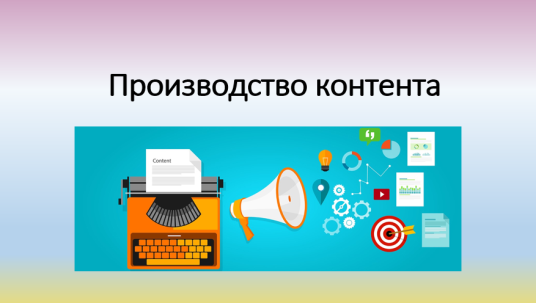 Производство контента
Content